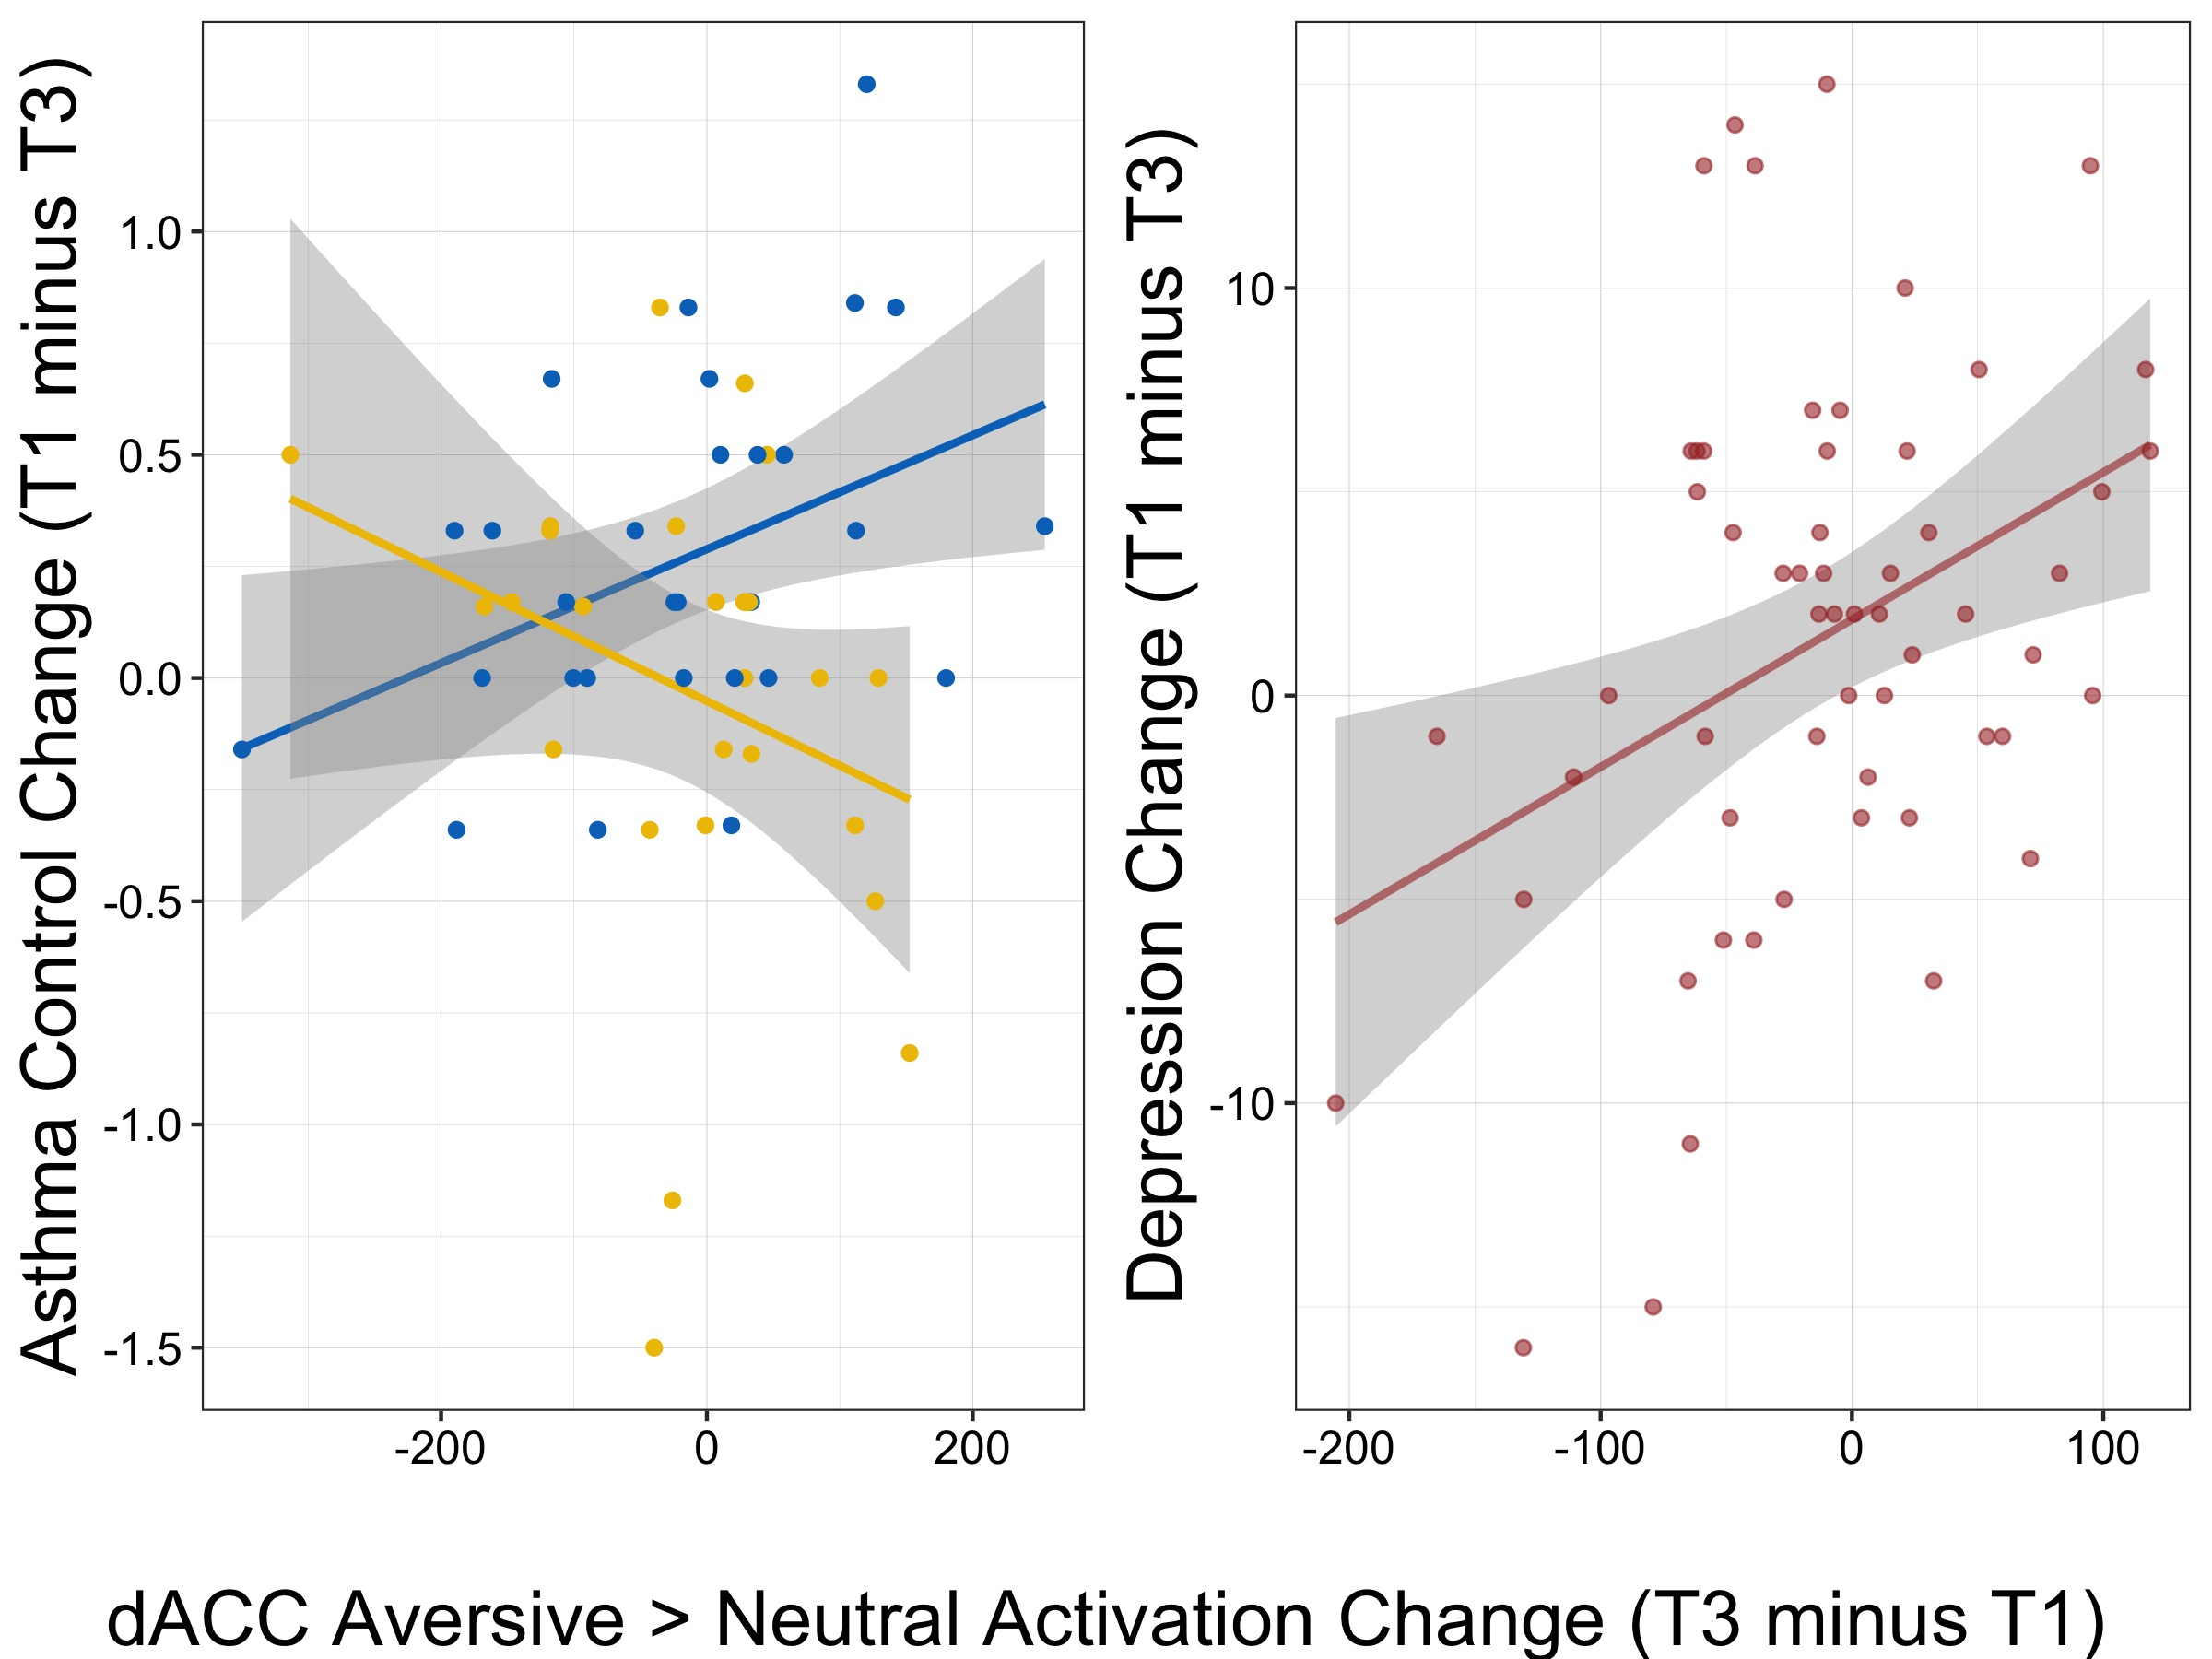 Asthma Control Change (T1 minus T3)
1.0
0.5
0.0
-0.5
-1.0
-1.5
-200 0 200
Depression Change (T1 minus T3)
10
0
-10
-200 -100 0 100
dACC Aversive > Neutral Activation Change (T3 minus T1)